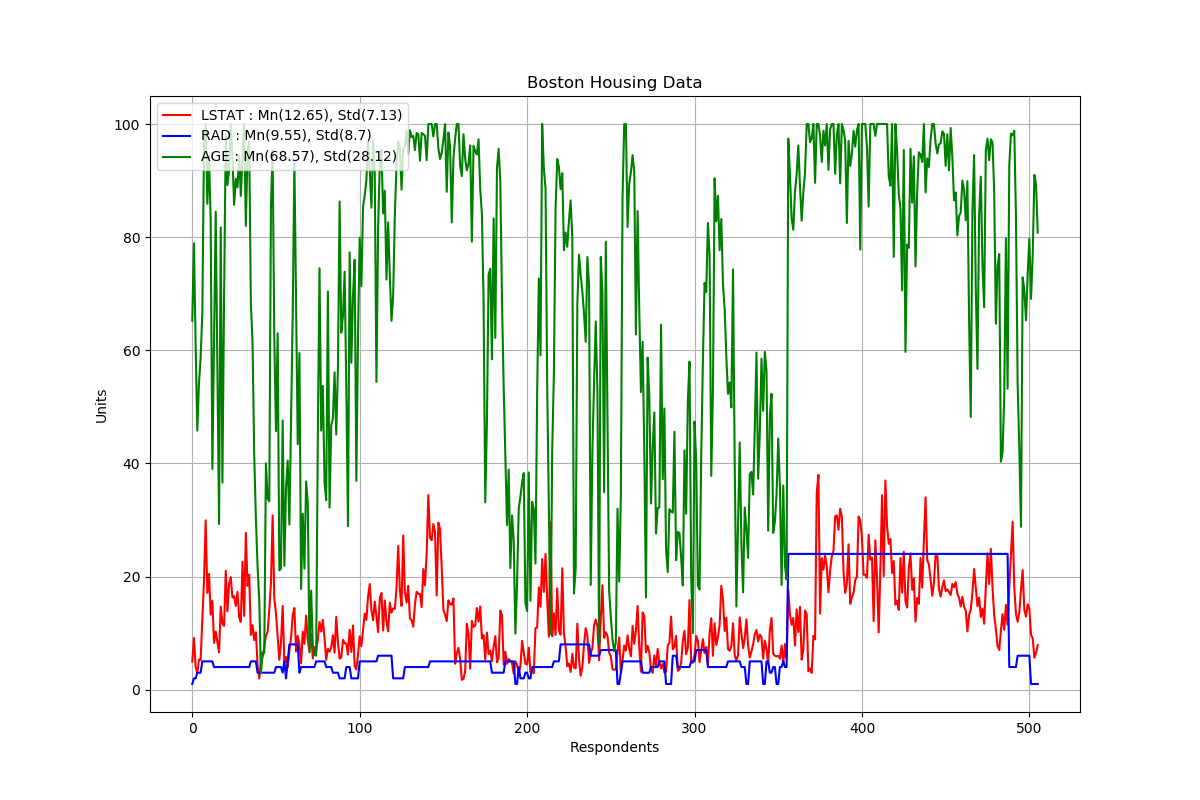 Boston Housing Data
LSTAT : Mn(12.65), Std(7.13)
RAD : Mn(9.55), Std(8.7)
AGE : Mn(68.57), Std(28.12)
100
80
60
40
20
0
Units
0 100 200 300 400 500
Respondents